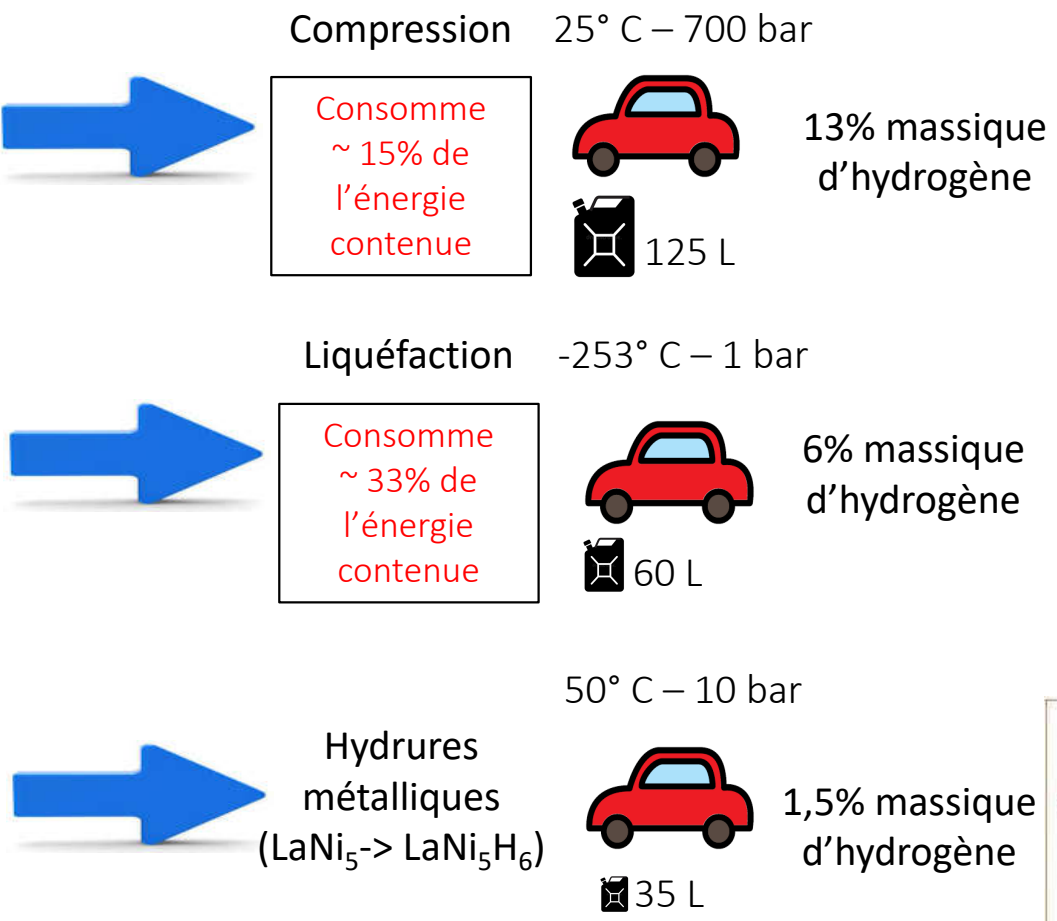 Compression 25° C – 700 bar
Consomme
~ 15% de
l’énergie
contenue
125 L
13% massique
d’hydrogène
Liquéfaction -253° C – 1 bar
Consomme
~ 33% de
l’énergie
contenue
60 L
6% massique
d’hydrogène
50° C – 10 bar
Hydrures
métalliques
(LaNi₅-> LaNi₅H₆)
35 L
1,5% massique
d’hydrogène